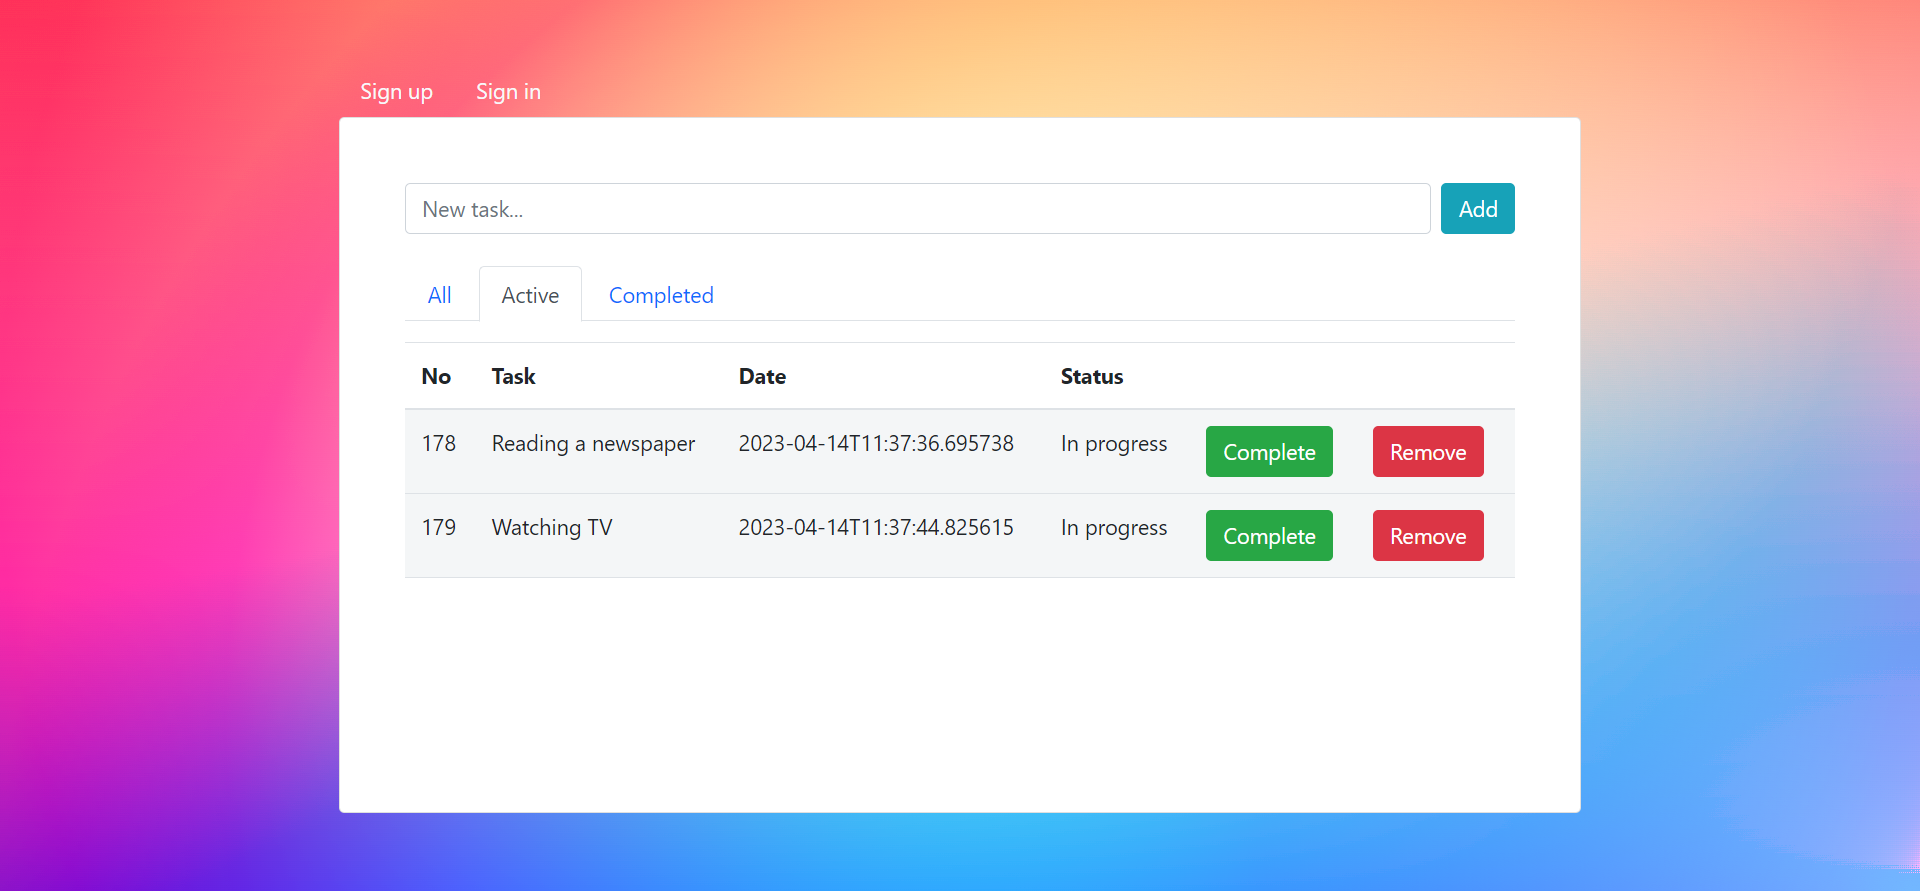 Sign up Sign in
New task... Add
All Active Completed
No Task Date Status
178 Reading a newspaper 2023-04-14T11:37:36.695738 In progress Complete Remove
179 Watching TV 2023-04-14T11:37:44.825615 In progress Complete Remove